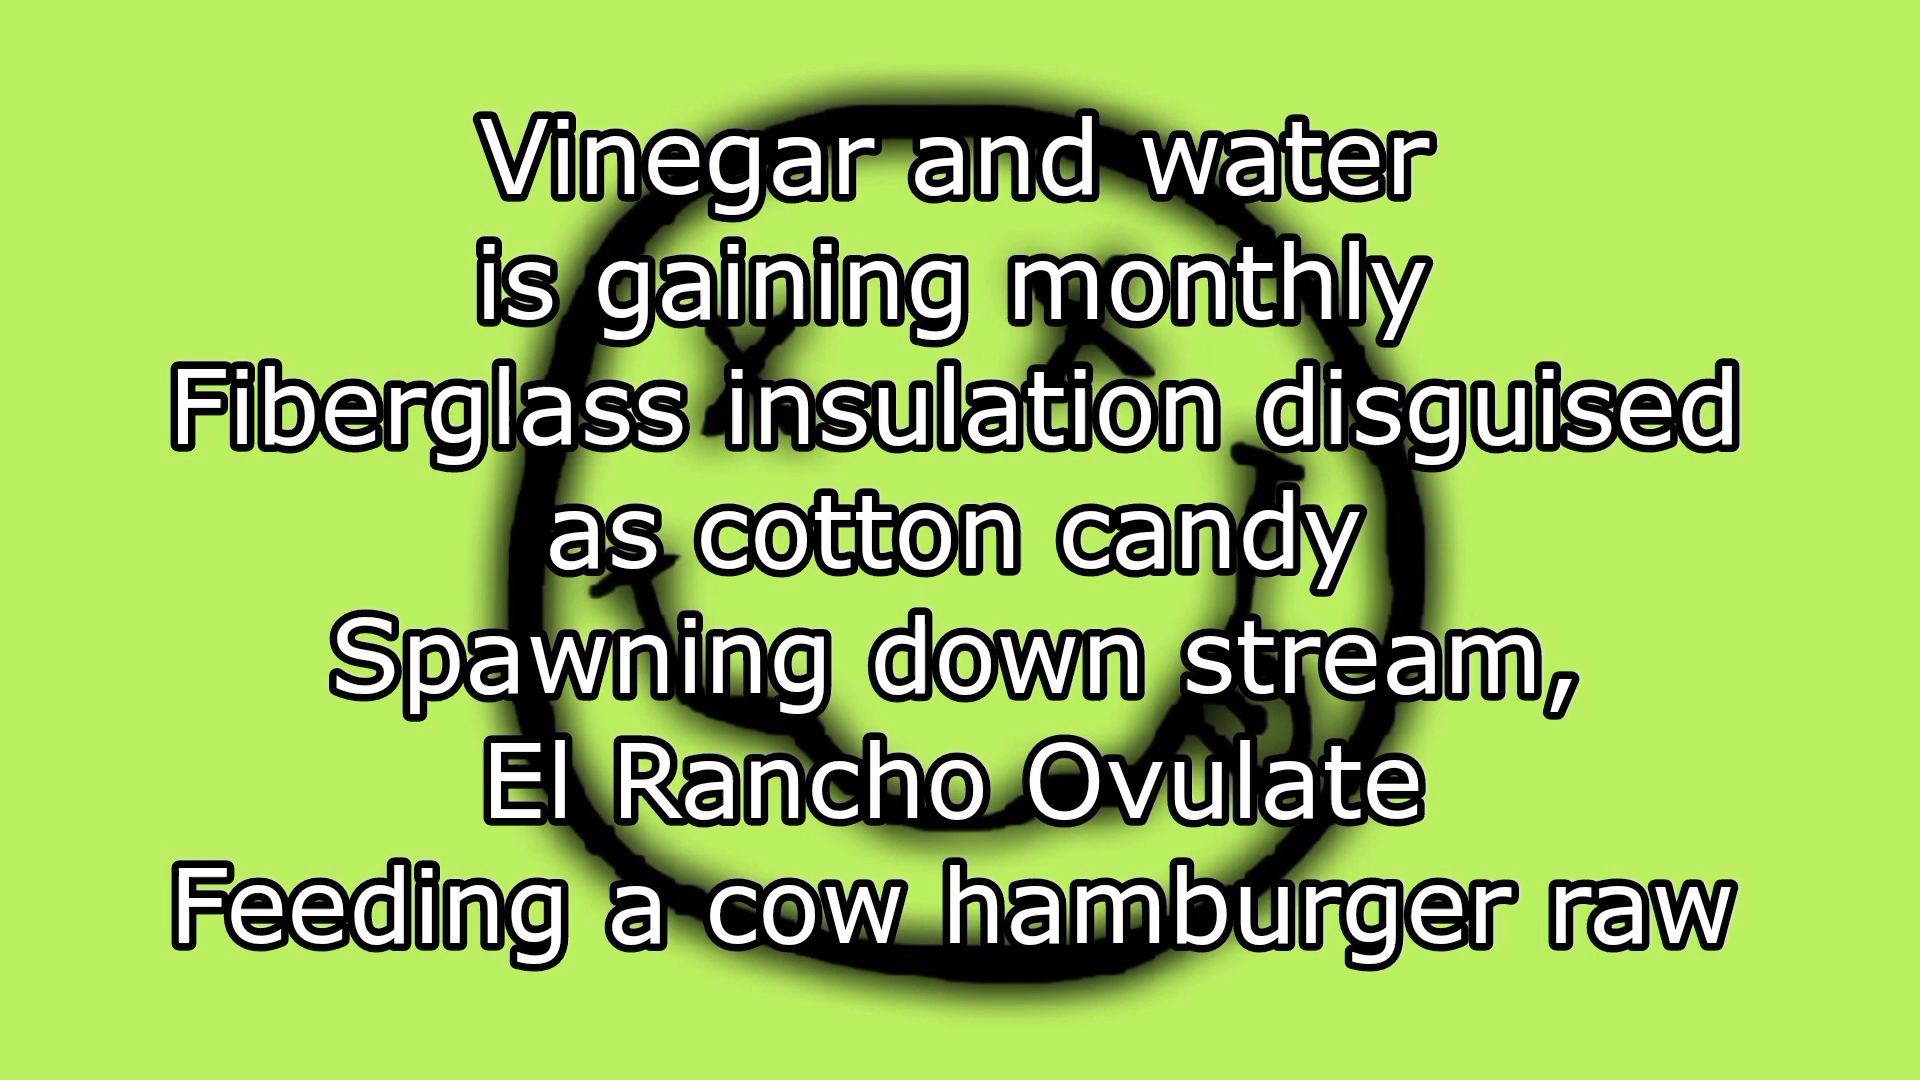 Vinegar and water
is gaining monthly
Fiberglass insulation disguised
as cotton candy
Spawning down stream,
El Rancho Ovulate
Feeding a cow hamburger raw